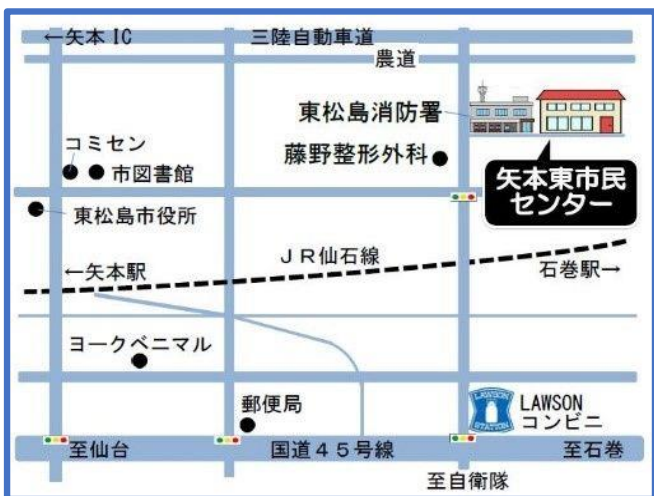 ←矢本IC
三陸自動車道
農道
東松島消防署
コミセン
市図書館
藤野整形外科
矢本東市民
センター
東松島市役所
JR仙石線
←矢本駅
石巻駅→
ヨークベニマル
郵便局
LAWSON
STATION
LAWSON
コンビニ
至仙台
国道45号線
至石巻
至自衛隊